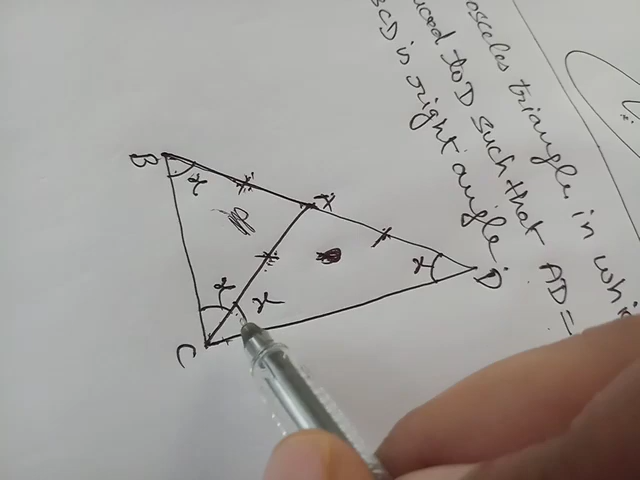 osceles triangle in whi
uced to D such that AD =
BCD is right angle.
B
A
D
C
x
x
x
x